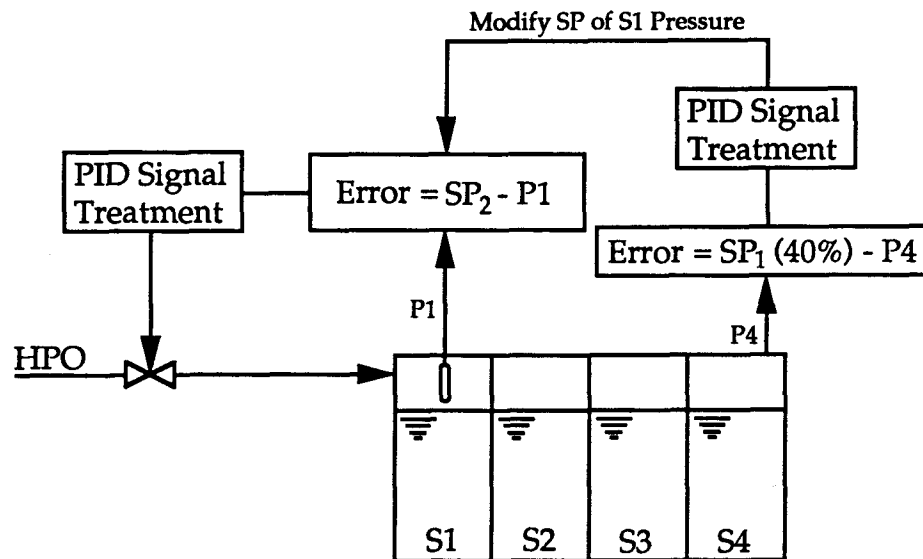 Modify SP of S1 Pressure
PID Signal
Treatment
PID Signal
Treatment
Error = SP₂ - P1
Error = SP₁ (40%) - P4
P1
P4
HPO
S1
S2
S3
S4